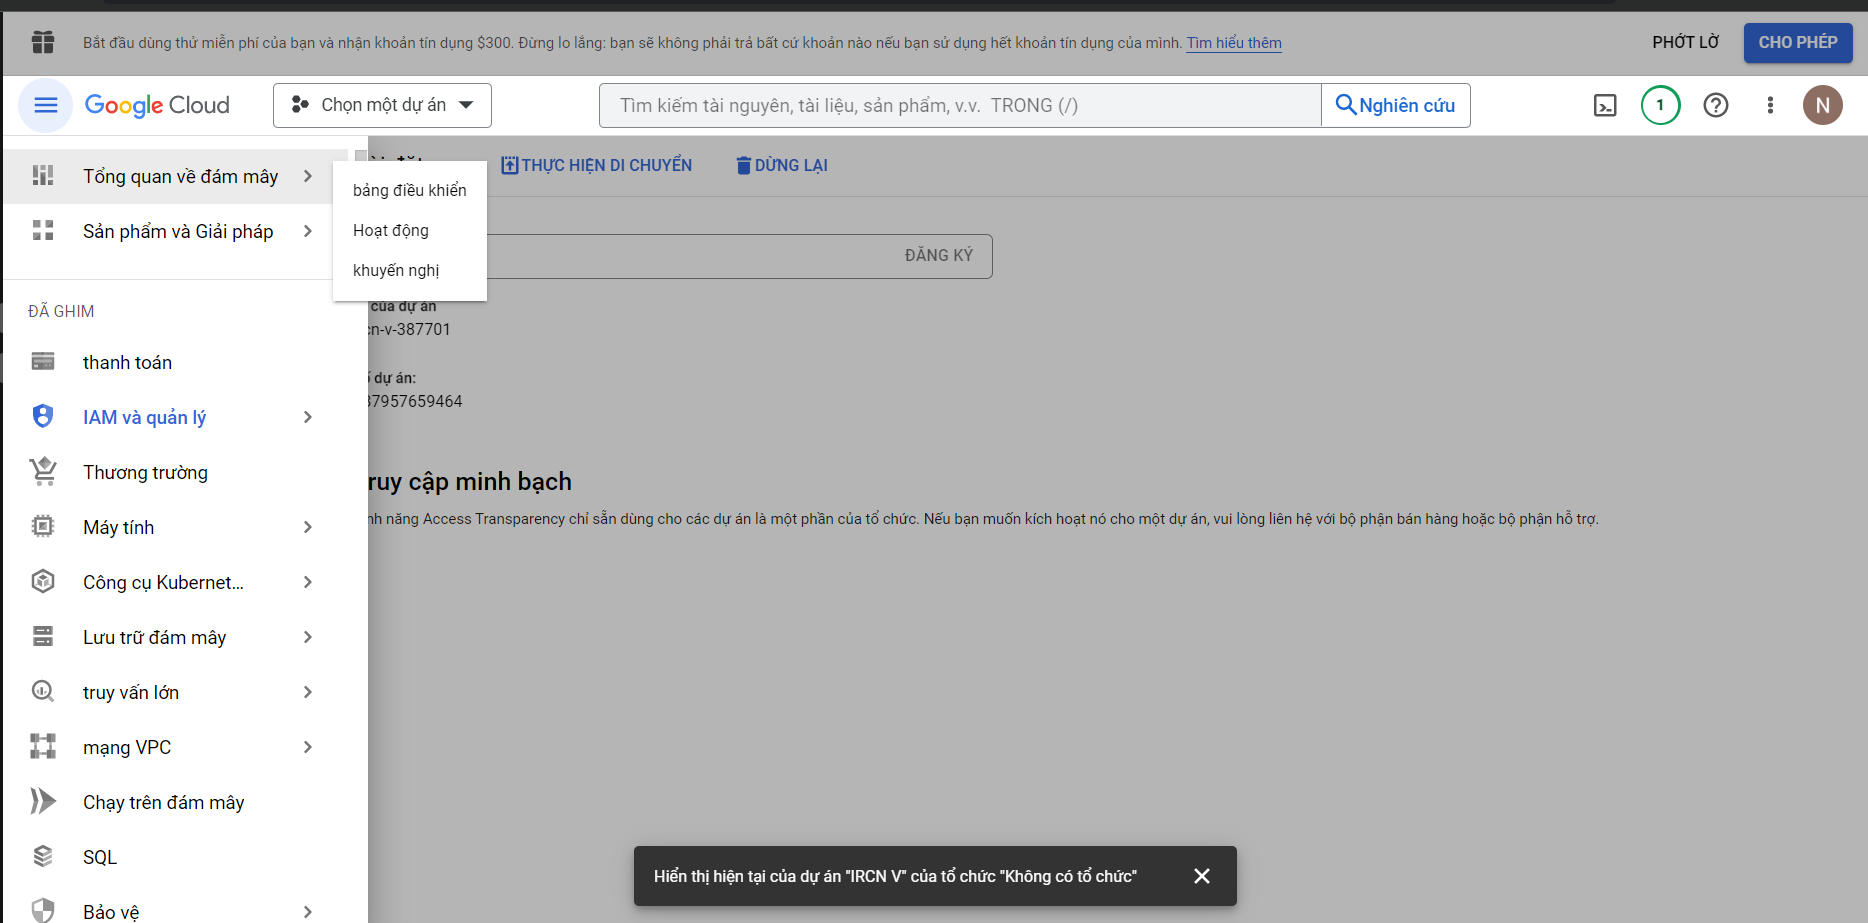 Bắt đầu dùng thử miễn phí của bạn và nhận khoản tín dụng $300. Đừng lo lắng: bạn sẽ không phải trả bất cứ khoản nào nếu bạn sử dụng hết khoản tín dụng của mình. Tìm hiểu thêm
PHỚT LỜ
CHO PHÉP
Google Cloud
Chọn một dự án
Tìm kiếm tài nguyên, tài liệu, sản phẩm, v.v. TRONG (/)
Nghiên cứu
1
N
Tổng quan về đám mây
Sản phẩm và Giải pháp
bảng điều khiển
Hoạt động
khuyến nghị
THỰC HIỆN DI CHUYỂN
DỪNG LẠI
ĐĂNG KÝ
của dự án
cn-v-387701
dự án:
37957659464
ruy cập minh bạch
nh năng Access Transparency chỉ sẵn dùng cho các dự án là một phần của tổ chức. Nếu bạn muốn kích hoạt nó cho một dự án, vui lòng liên hệ với bộ phận bán hàng hoặc bộ phận hỗ trợ.
ĐÃ GHIM
thanh toán
IAM và quản lý
Thương trường
Máy tính
Công cụ Kubernet...
Lưu trữ đám mây
truy vấn lớn
mạng VPC
Chạy trên đám mây
SQL
Bảo vệ
Hiển thị hiện tại của dự án "IRCN V" của tổ chức "Không có tổ chức"